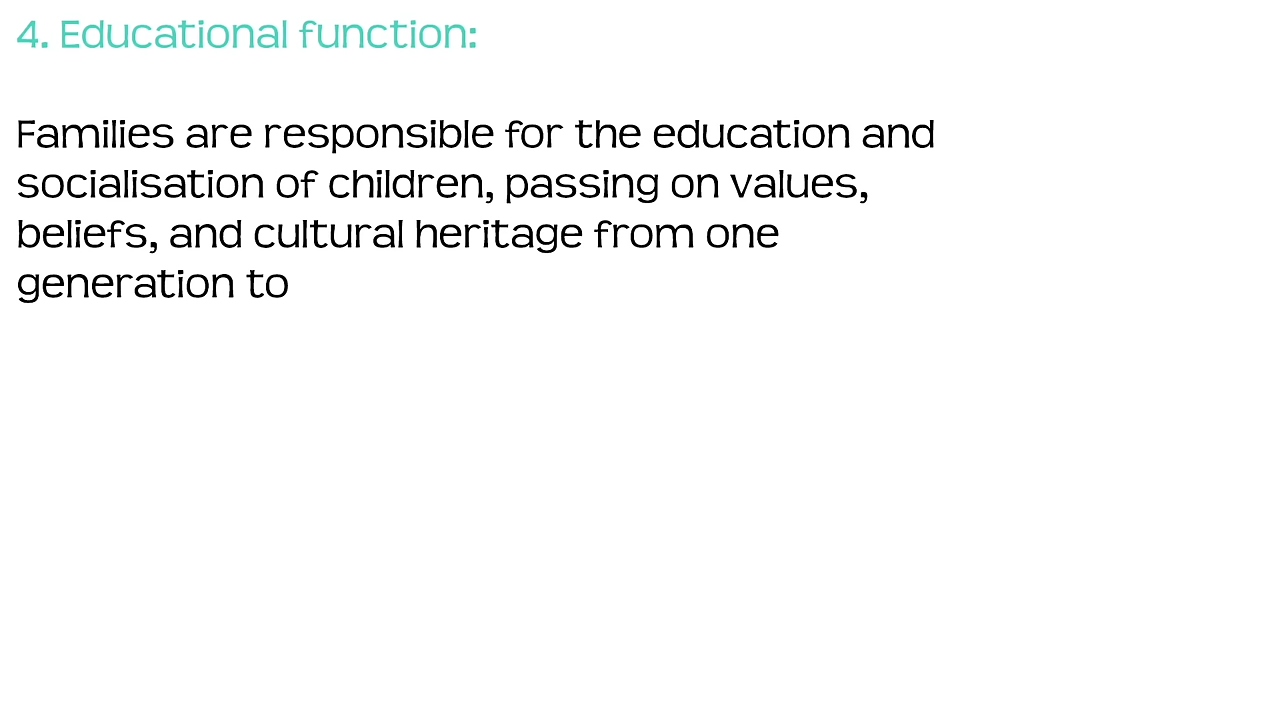 4. Educational function:
Families are responsible for the education and
socialisation of children, passing on values,
beliefs, and cultural heritage from one
generation to